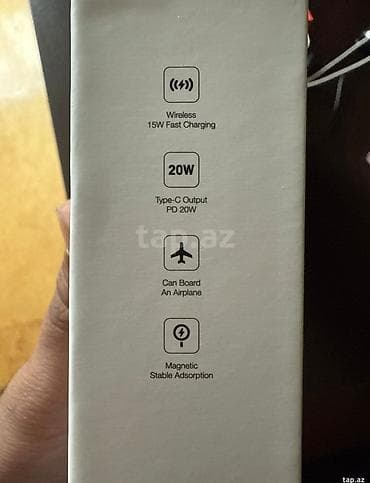 Wireless
15W Fast Charging
20W
Type-C Output
PD 20W
tap.az
Can Board
An Airplane
Magnetic
Stable Adsorption
tap.az